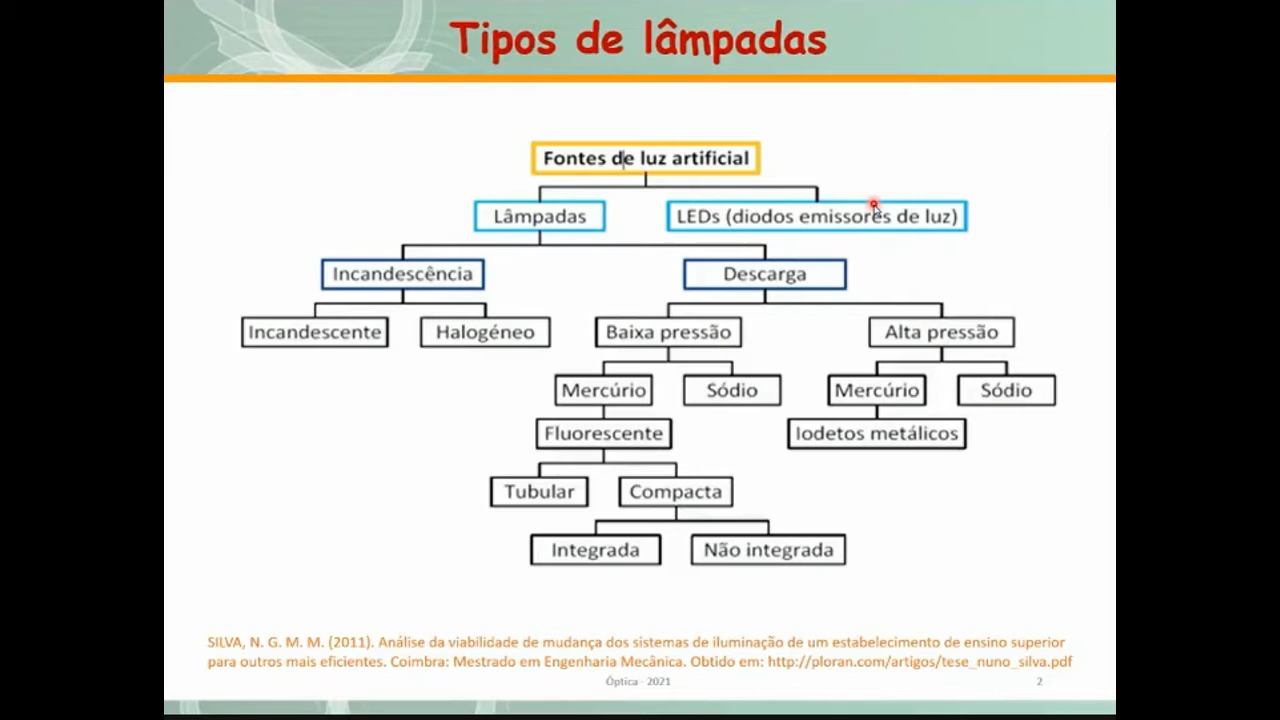 Tipos de lâmpadas
Fontes de luz artificial
Lâmpadas
LEDs (diodos emissores de luz)
Incandescência
Descarga
Incandescente
Halogéneo
Baixa pressão
Alta pressão
Mercúrio
Sódio
Mercúrio
Sódio
Fluorescente
Iodetos metálicos
Tubular
Compacta
Integrada
Não integrada
SILVA, N. G. M. M. (2011). Análise da viabilidade de mudança dos sistemas de iluminação de um estabelecimento de ensino superior
para outros mais eficientes. Coimbra: Mestrado em Engenharia Mecânica. Obtido em: http://ploran.com/artigos/tese_nuno_silva.pdf
Óptica - 2021
2